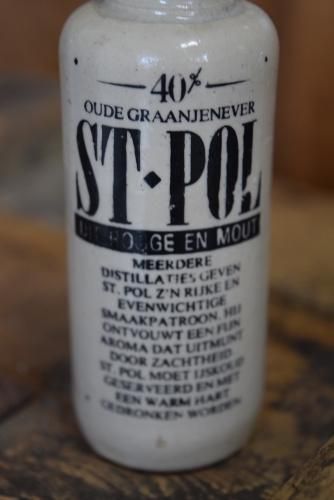 40%
OUDE GRAANJENEVER
ST·POL
UIT ROGGE EN MOUT
MEERDERE
DISTILLATIES GEVEN
ST. POL Z'N RIJKE EN
EVENWICHTIGE
SMAAKPATROON. HIJ
ONTVOUWT EEN FIJN
AROMA DAT UITMUNT
DOOR ZACHTHEID.
ST. POL MOET IJSKOUD
GESERVEERD EN MET
EEN WARM HART
GEDRONKEN WORDEN.